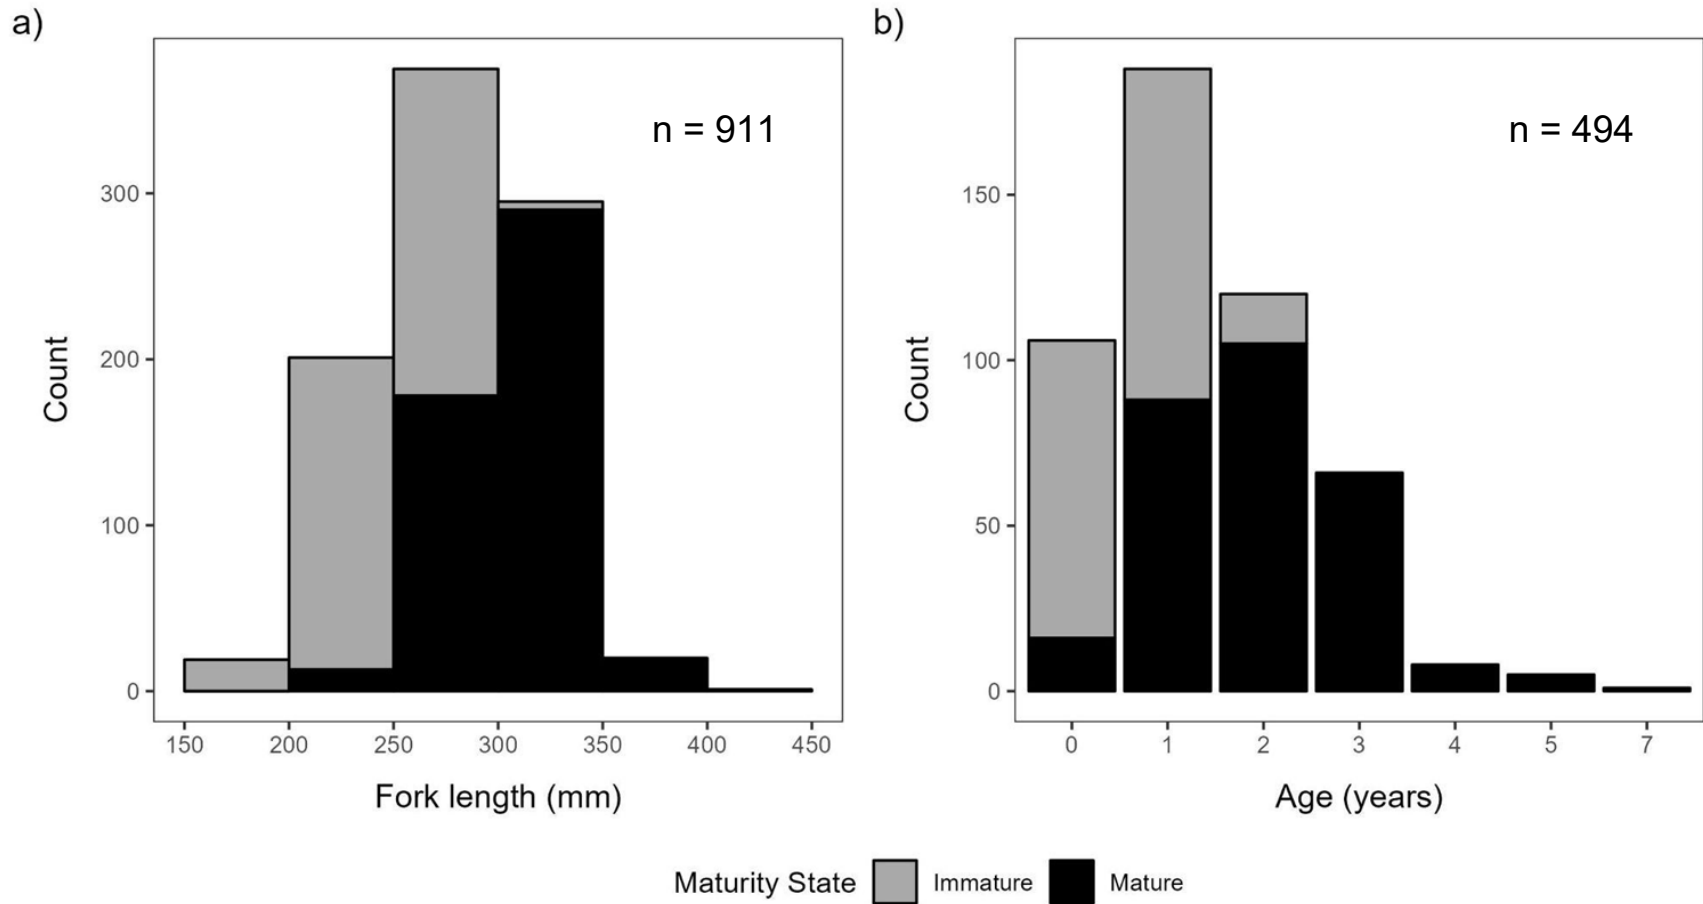 a)
n = 911
300
200
100
0
Count
150 200 250 300 350 400 450
Fork length (mm)
b)
n = 494
150
100
50
0
Count
0 1 2 3 4 5 7
Age (years)
Maturity State Immature Mature